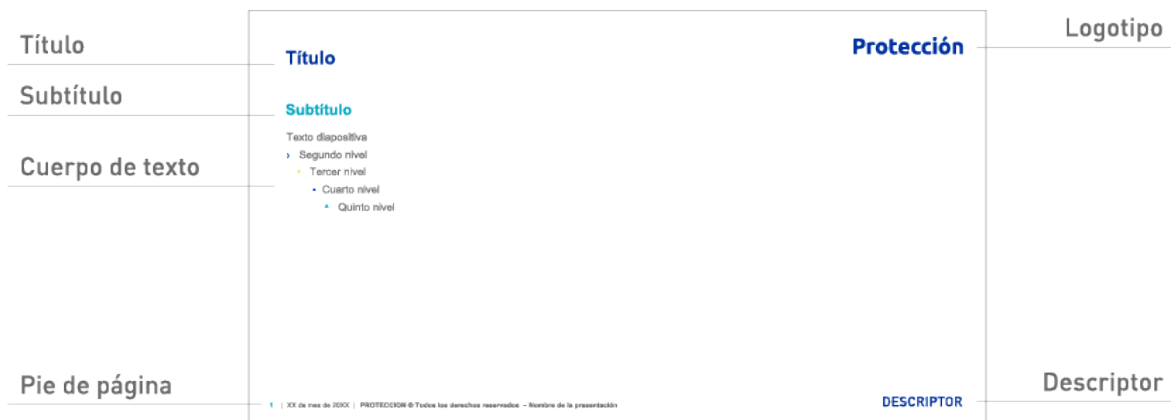 Logotipo
Título
Protección
Título
Subtítulo
Subtítulo
Texto diapositiva
› Segundo nivel
• Tercer nivel
• Cuarto nivel
▴ Quinto nivel
Cuerpo de texto
Pie de página
Descriptor
1 | XX de mes de 20XX | PROTECCION © Todos los derechos reservados – Nombre de la presentación
DESCRIPTOR